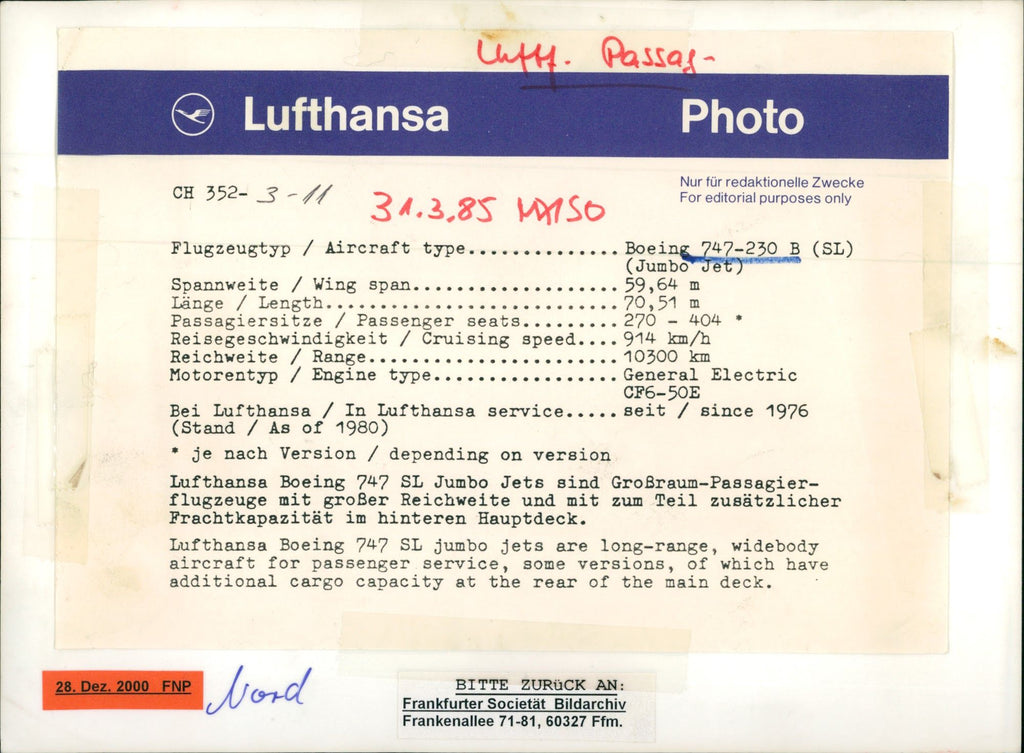 Luftf. Passag-
Lufthansa Photo
CH 352- 3-11
31.3.85
Nur für redaktionelle Zwecke
For editorial purposes only
Flugzeugtyp / Aircraft type............... Boeing 747-230 B (SL)
(Jumbo Jet)
Spannweite / Wing span....................59,64 m
Länge / Length.............................70,51 m
Passagiersitze / Passenger seats.........270 - 404 *
Reisegeschwindigkeit / Cruising speed....914 km/h
Reichweite / Range........................10300 km
Motorentyp / Engine type..................General Electric
CF6-50E
Bei Lufthansa / In Lufthansa service.....seit / since 1976
(Stand / As of 1980)
* je nach Version / depending on version
Lufthansa Boeing 747 SL Jumbo Jets sind Großraum-Passagier-
flugzeuge mit großer Reichweite und mit zum Teil zusätzlicher
Frachtkapazität im hinteren Hauptdeck.
Lufthansa Boeing 747 SL jumbo jets are long-range, widebody
aircraft for passenger service, some versions, of which have
additional cargo capacity at the rear of the main deck.
28. Dez. 2000 FNP
Nord
BITTE ZURüCK AN:
Frankfurter Societät Bildarchiv
Frankenallee 71-81, 60327 Ffm.